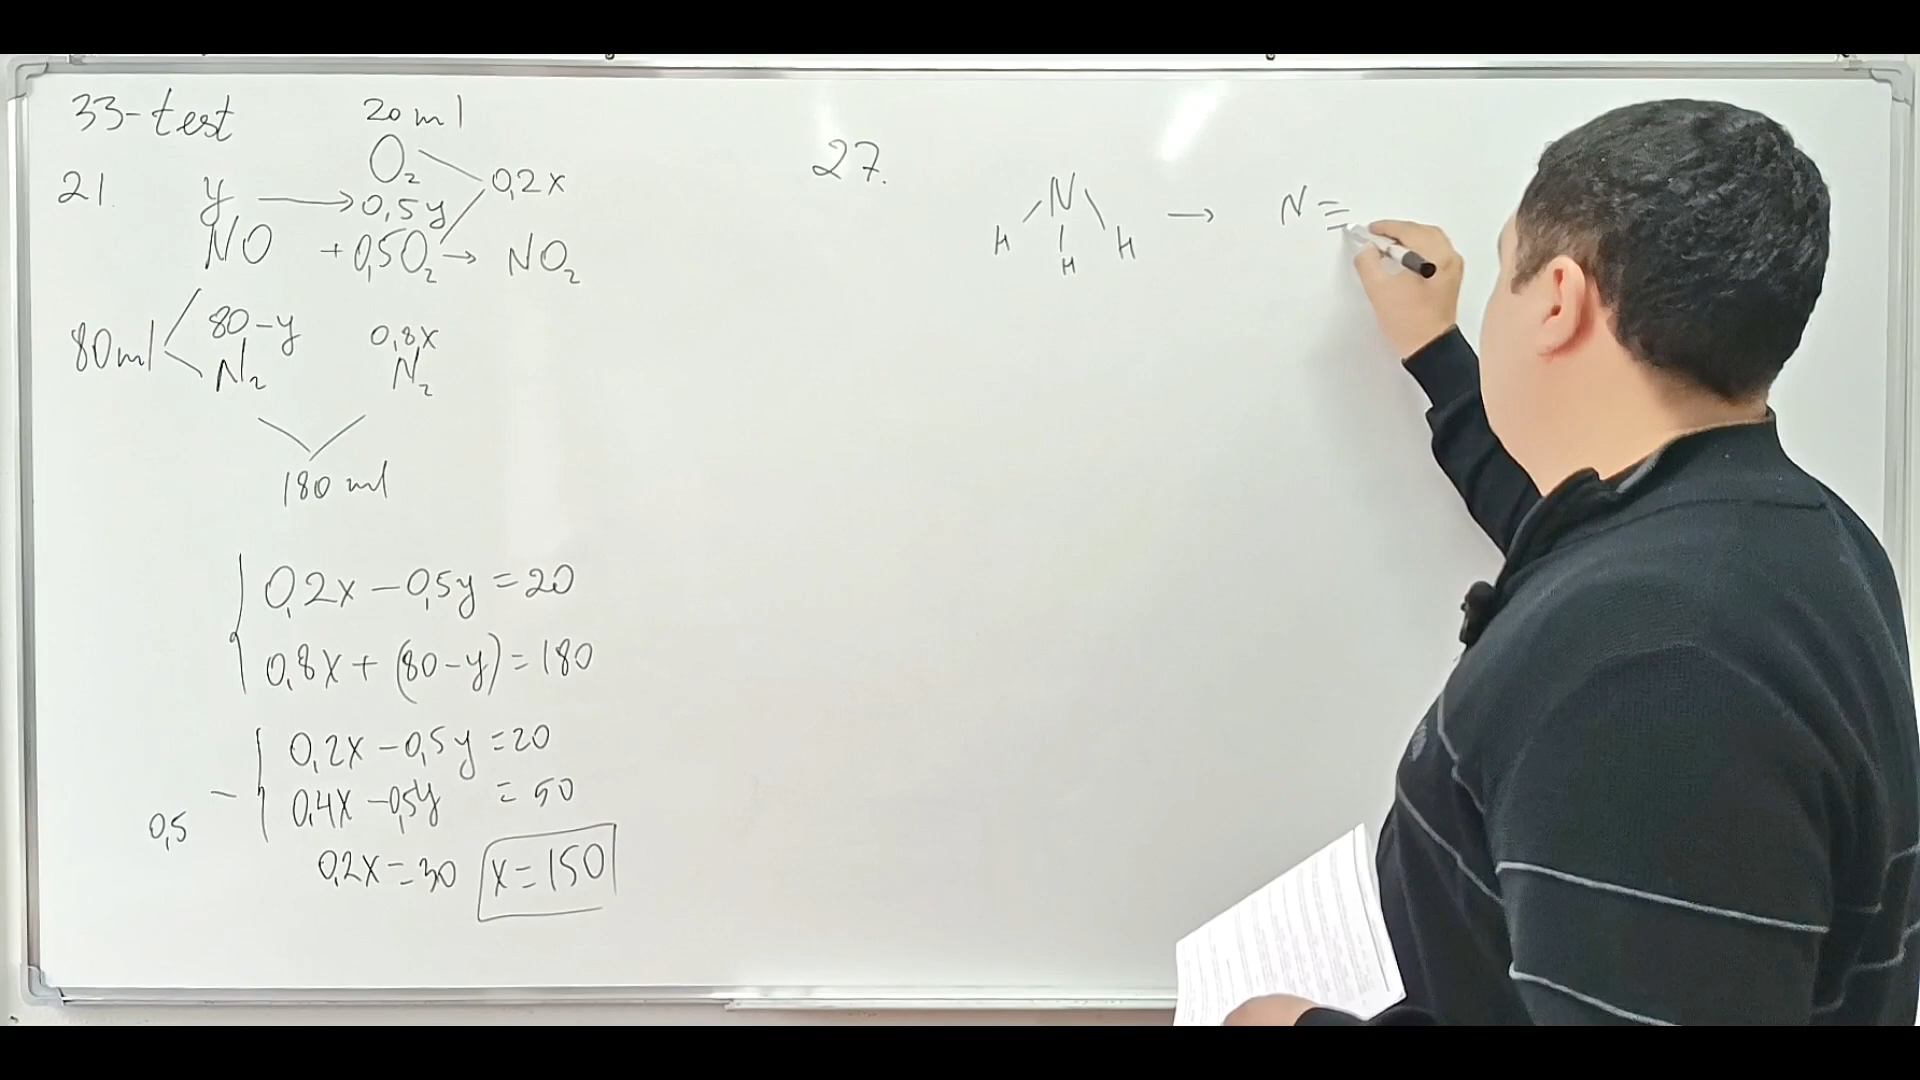 33-test
21.
20 ml
O₂
0,2x
y → 0,5y
NO + 0,5O₂ → NO₂
80 ml
80-y
N₂
0,8x
N₂
180 ml
0,2x - 0,5y = 20
0,8x + (80-y) = 180
0,2x - 0,5y = 20
0,4x - 0,5y = 50
0,5
0,2x = 30
x = 150
27.
N → N≡
H H H